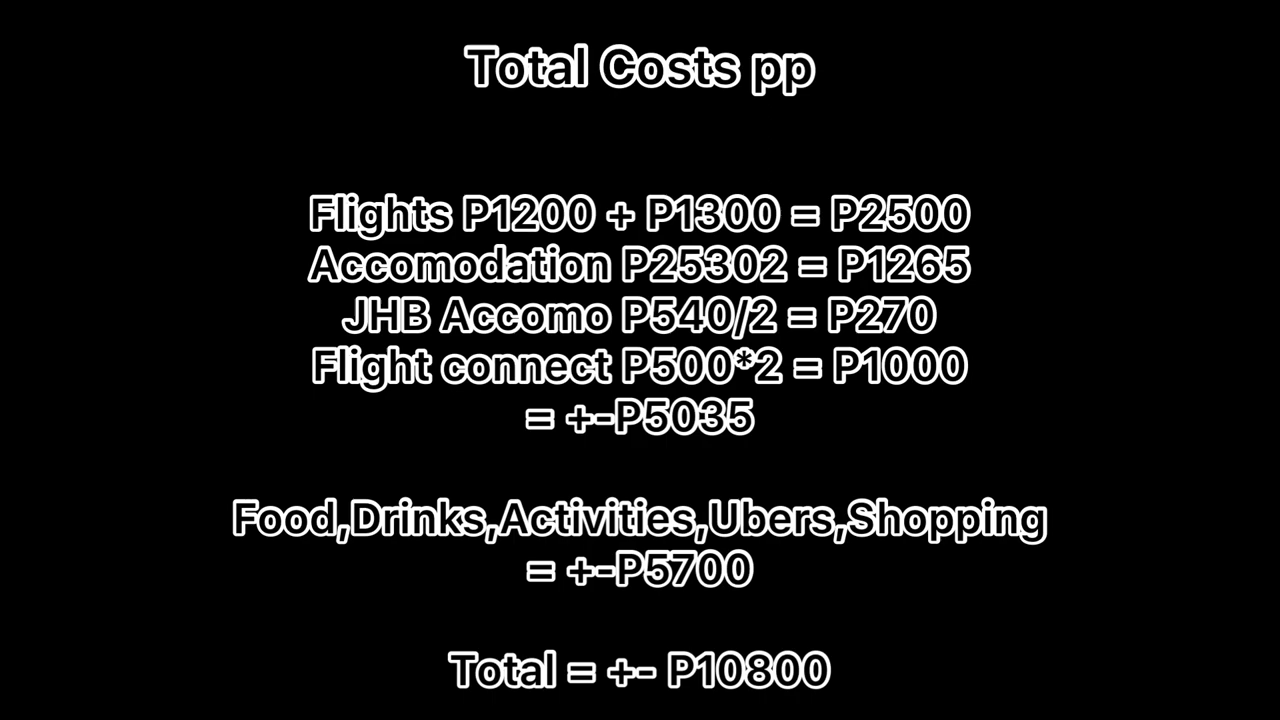 Total Costs pp
Flights P1200 + P1300 = P2500
Accomodation P25302 = P1265
JHB Accomo P540/2 = P270
Flight connect P500*2 = P1000
= +-P5035
Food,Drinks,Activities,Ubers,Shopping
= +-P5700
Total = +- P10800